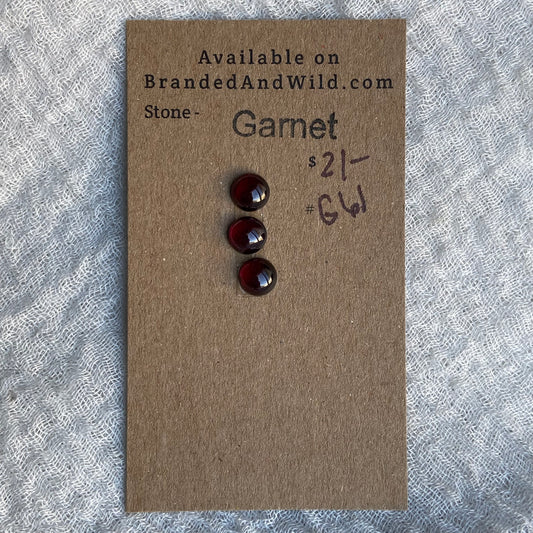 Available on
BrandedAndWild.com
Stone-
Garnet
$ 21-
# G61